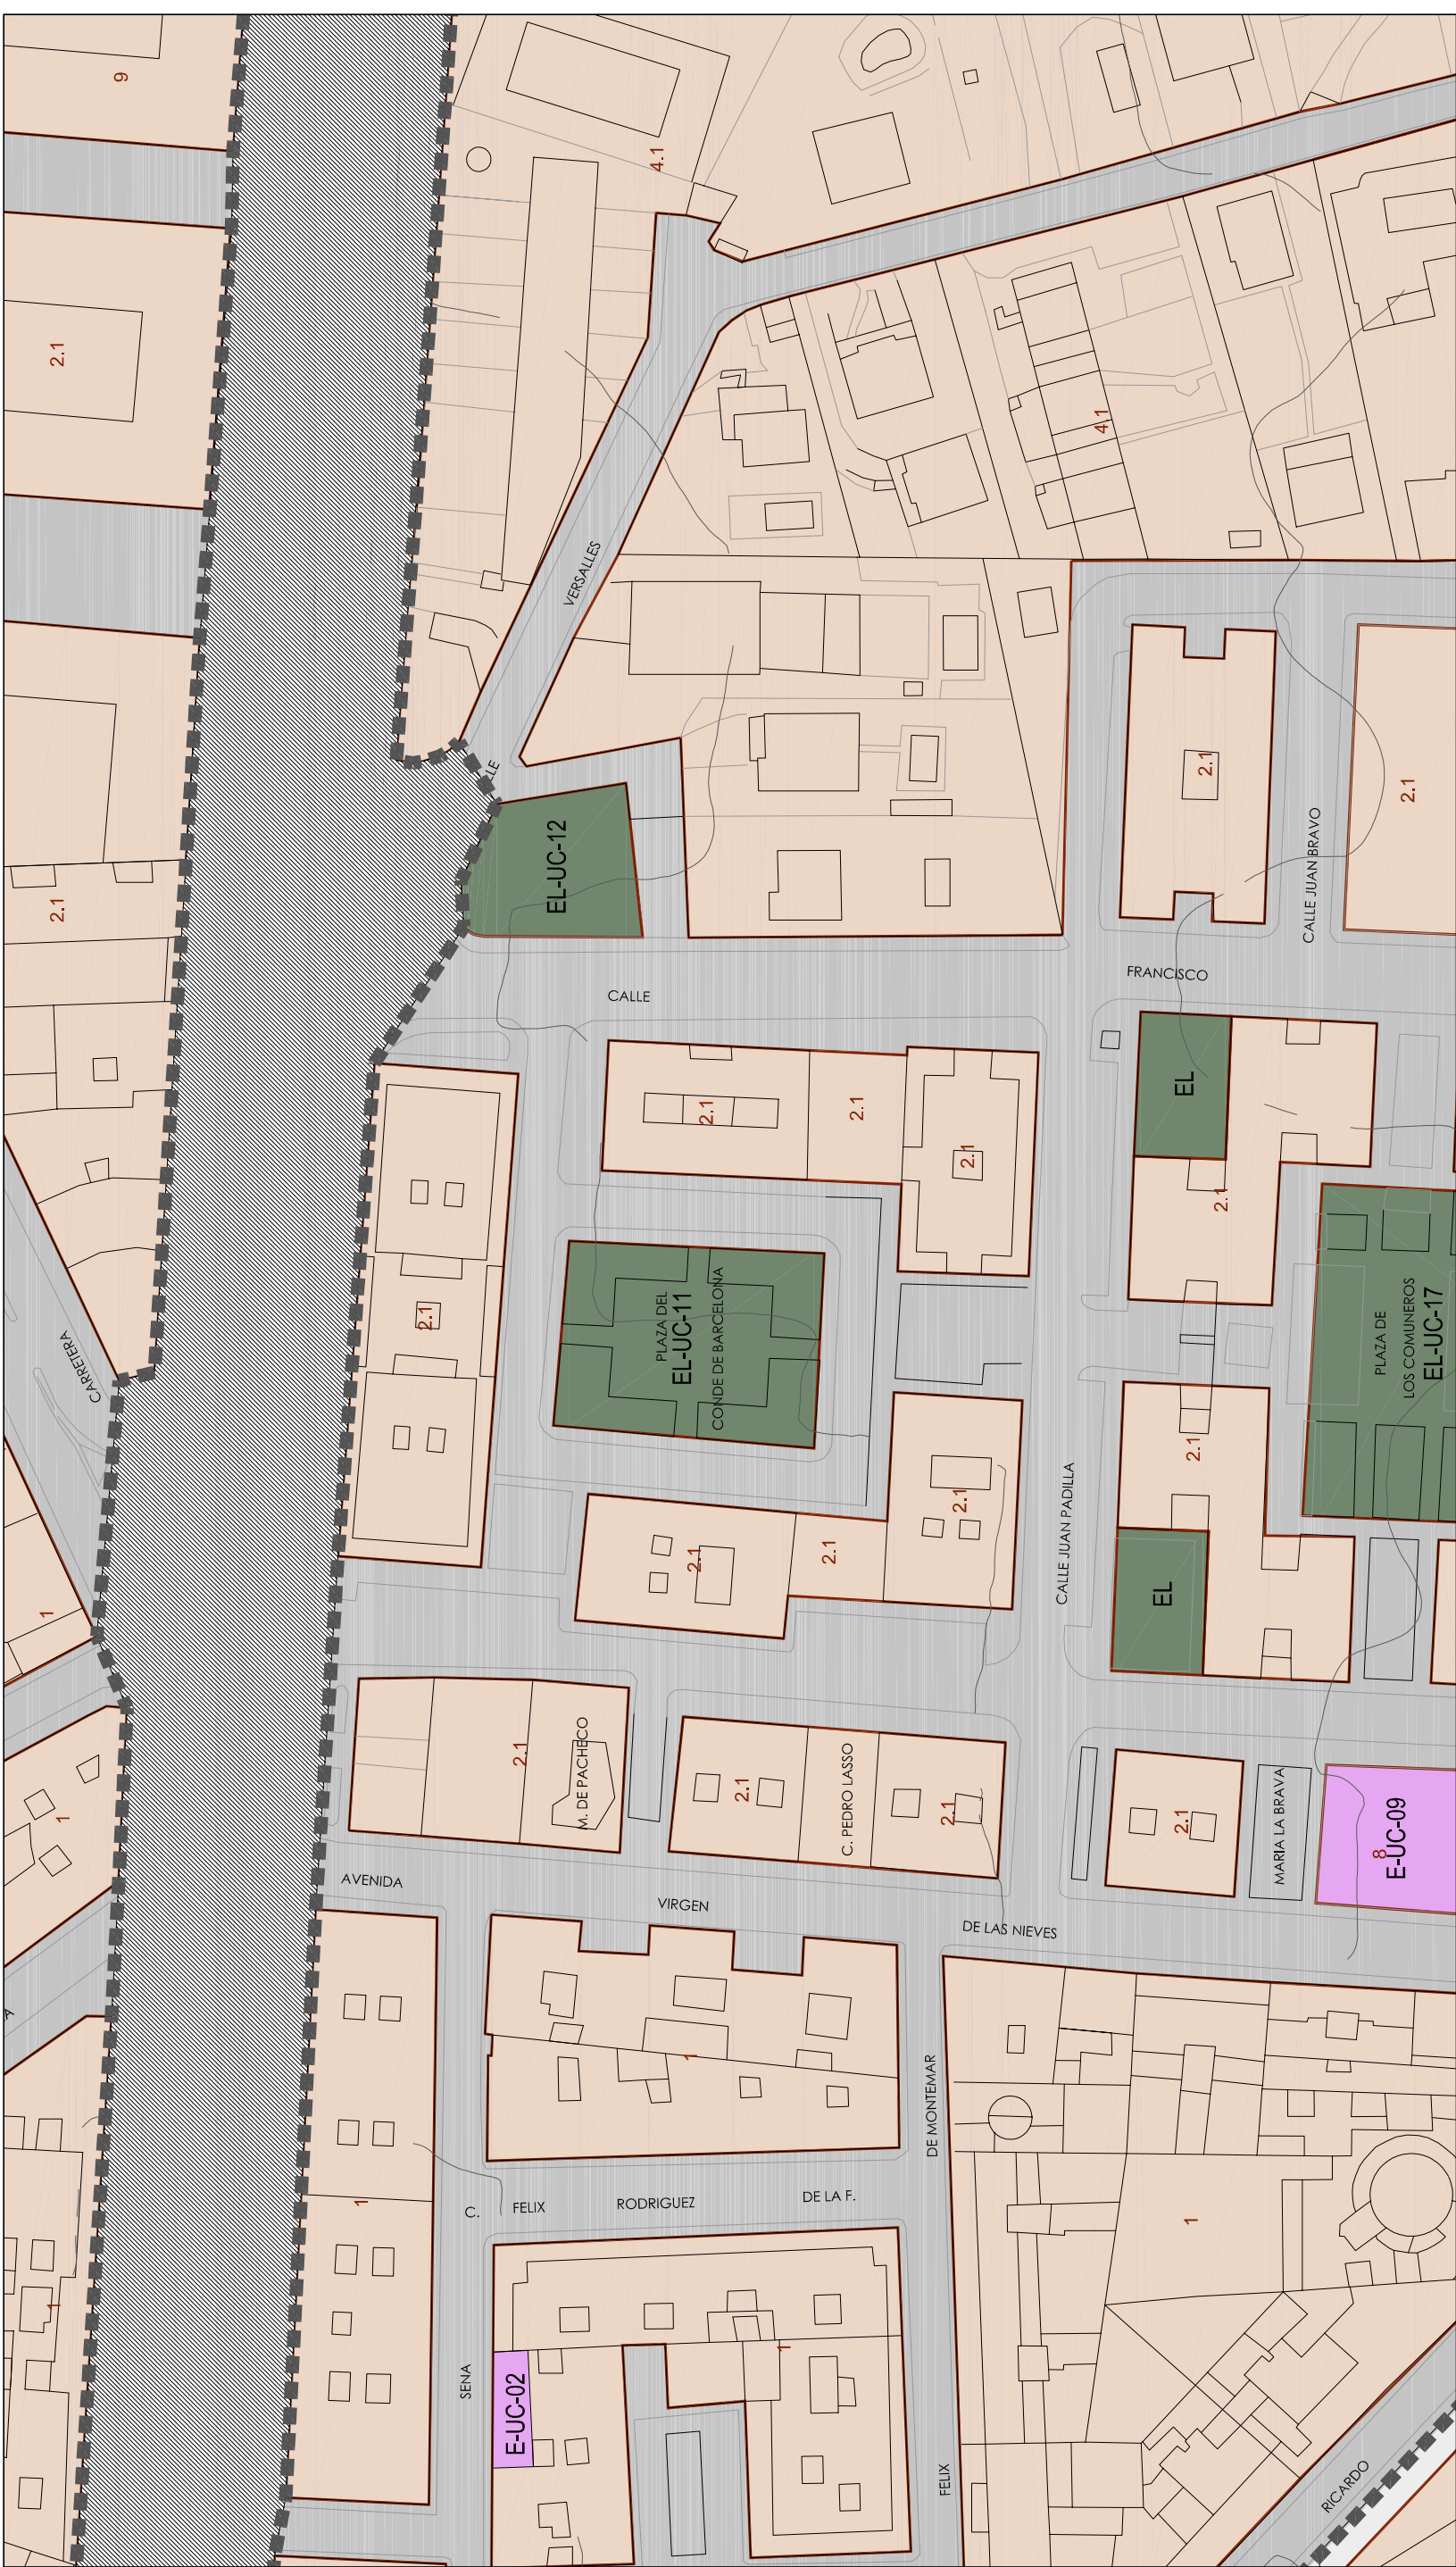 9
4.1
2.1
4.1
VERSALLES
2.1
2.1
CALLE JUAN BRAVO
EL-UC-12
2.1
FRANCISCO
CALLE
EL
2.1
2.1
2.1
2.1
CARRETERA
2.1
PLAZA DEL
EL-UC-11
CONDE DE BARCELONA
PLAZA DE
LOS COMUNEROS
EL-UC-17
2.1
2.1
2.1
2.1
CALLE JUAN PADILLA
EL
1
2.1
M. DE PACHECO
2.1
C. PEDRO LASSO
2.1
2.1
MARIA LA BRAVA
8
E-UC-09
1
AVENIDA
VIRGEN
DE LAS NIEVES
A
1
DE MONTEMAR
1
C.
FELIX
RODRIGUEZ
DE LA F.
1
1
1
SENA
E-UC-02
FELIX
RICARDO